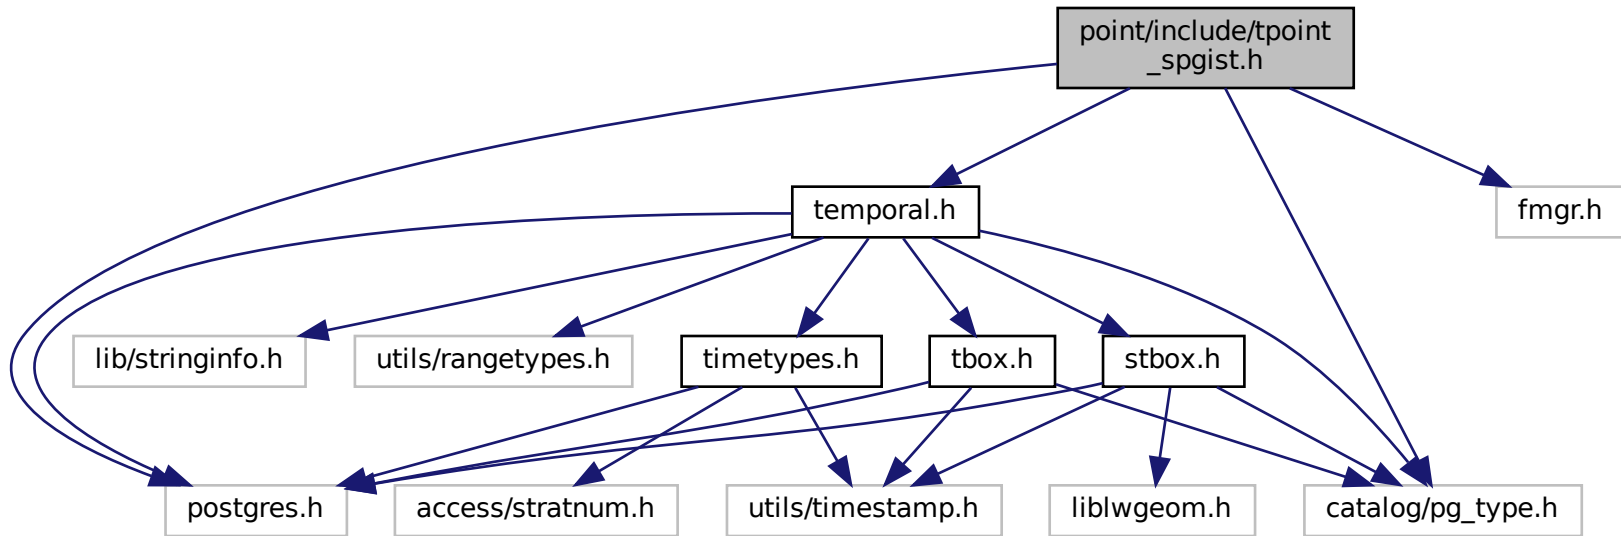 point/include/tpoint
_spgist.h
temporal.h
fmgr.h
lib/stringinfo.h
utils/rangetypes.h
timetypes.h
tbox.h
stbox.h
postgres.h
access/stratnum.h
utils/timestamp.h
liblwgeom.h
catalog/pg_type.h